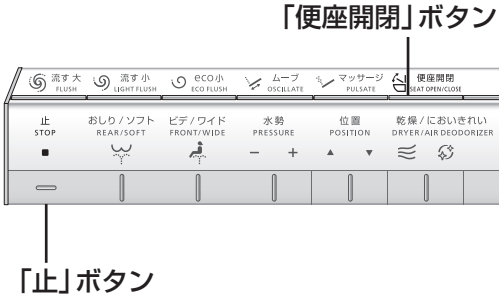 「便座開閉」ボタン
流す大
FLUSH
流す小
LIGHT FLUSH
eco小
ECO FLUSH
ムーブ
OSCILLATE
マッサージ
PULSATE
便座開閉
SEAT OPEN/CLOSE
止
STOP
おしり/ソフト
REAR/SOFT
ビデ/ワイド
FRONT/WIDE
水勢
PRESSURE
− +
位置
POSITION
▲ ▼
乾燥/においきれい
DRYER/AIR DEODORIZER
「止」ボタン